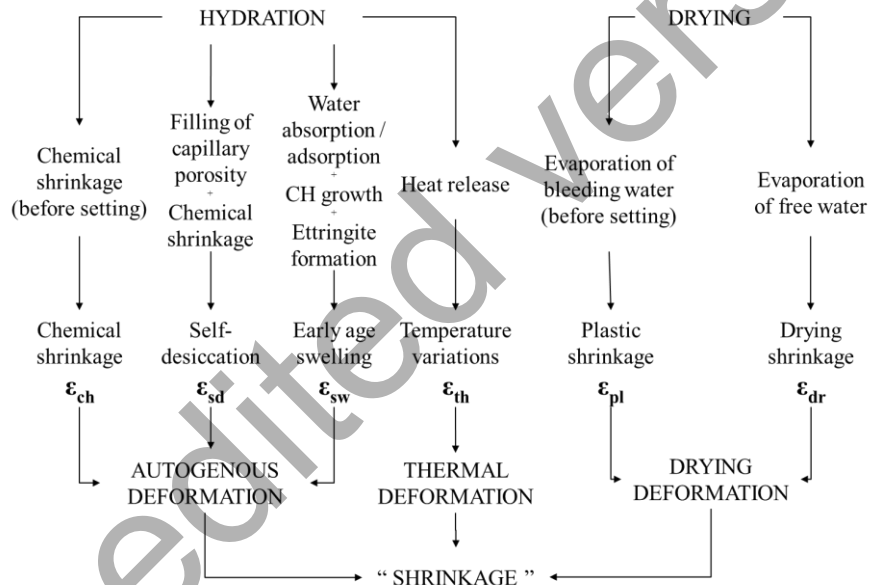 HYDRATION
DRYING
Chemical
shrinkage
(before setting)
Filling of
capillary
porosity
+
Chemical
shrinkage
Water
absorption /
adsorption
+
CH growth
+
Ettringite
formation
Heat release
Evaporation of
bleeding water
(before setting)
Evaporation
of free water
Chemical
shrinkage
εch
Self-
desiccation
εsd
Early age
swelling
εsw
Temperature
variations
εth
Plastic
shrinkage
εpl
Drying
shrinkage
εdr
AUTOGENOUS
DEFORMATION
THERMAL
DEFORMATION
DRYING
DEFORMATION
“ SHRINKAGE ”
edited vers